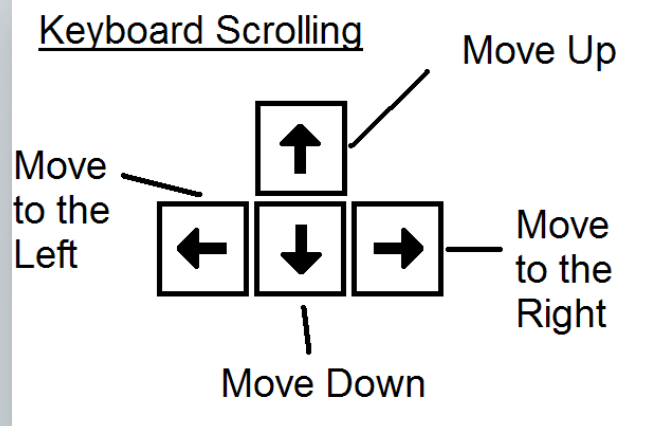 Keyboard Scrolling
Move Up
Move
to the
Left
Move
to the
Right
Move Down